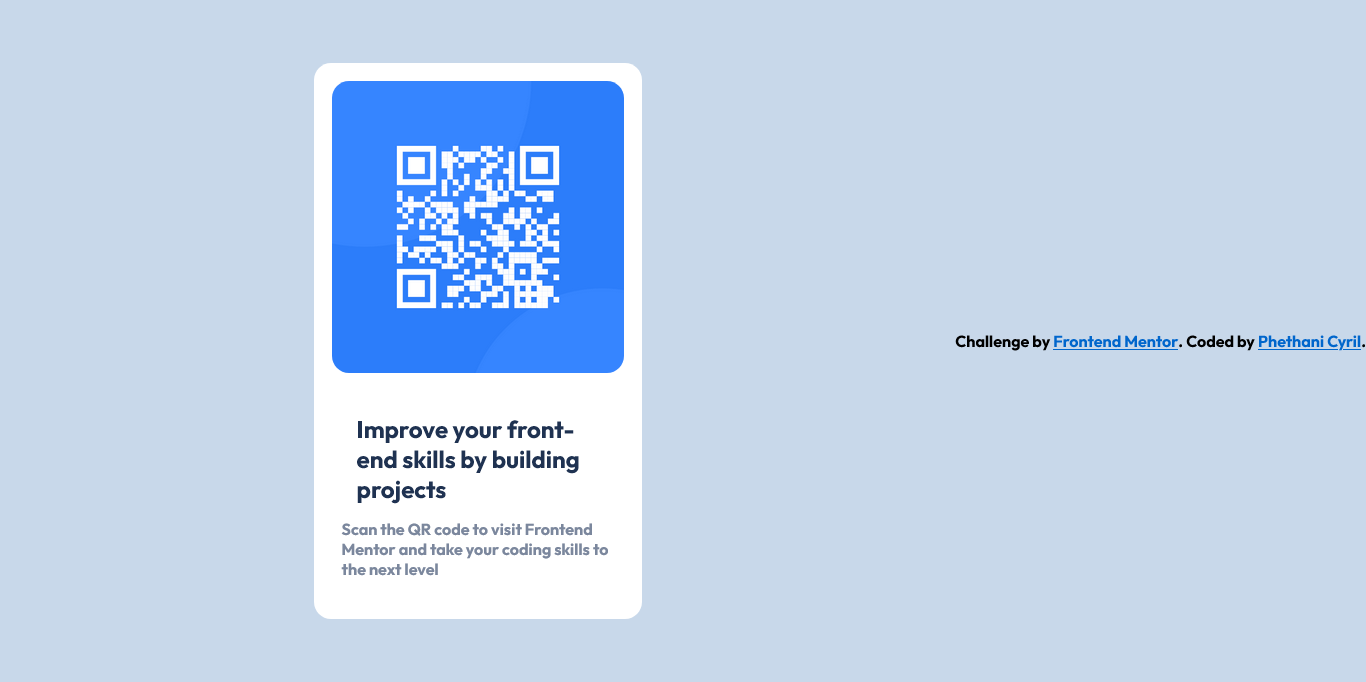 Improve your front-
end skills by building
projects
Scan the QR code to visit Frontend
Mentor and take your coding skills to
the next level
Challenge by Frontend Mentor. Coded by Phethani Cyril.